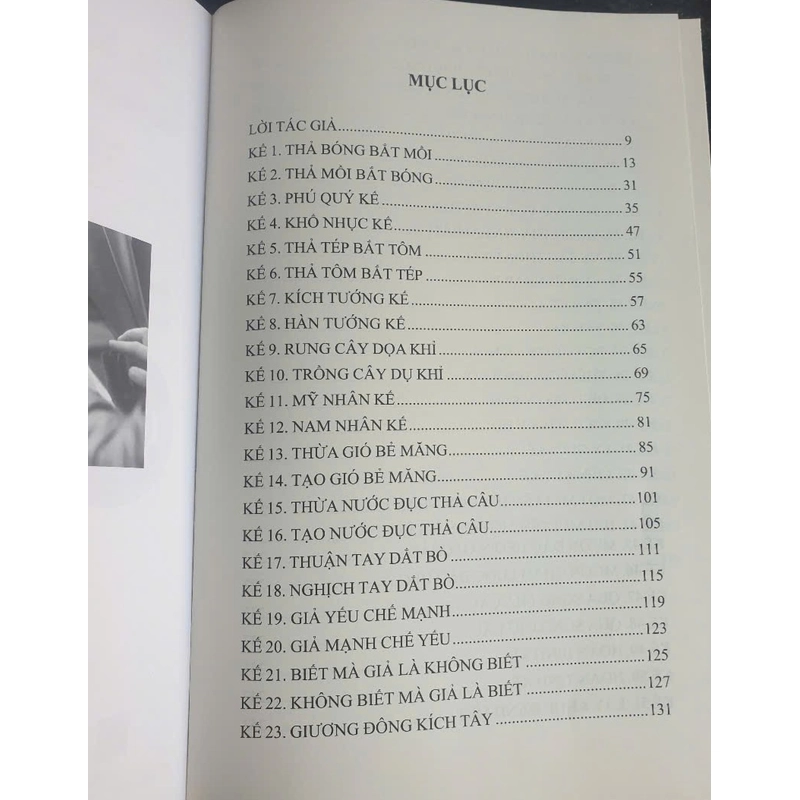 MỤC LỤC
LỜI TÁC GIẢ................................................ 9
KẾ 1. THẢ BÓNG BẮT MỒI................................ 13
KẾ 2. THẢ MỒI BẮT BÓNG................................ 31
KẾ 3. PHÚ QUÝ KẾ................................ 35
KẾ 4. KHỔ NHỤC KẾ................................ 47
KẾ 5. THẢ TÉP BẮT TÔM................................ 51
KẾ 6. THẢ TÔM BẮT TÉP................................ 55
KẾ 7. KÍCH TƯỚNG KẾ................................ 57
KẾ 8. HÀN TƯỚNG KẾ................................ 63
KẾ 9. RUNG CÂY DỌA KHỈ................................ 65
KẾ 10. TRỒNG CÂY DỤ KHỈ................................ 69
KẾ 11. MỸ NHÂN KẾ................................ 75
KẾ 12. NAM NHÂN KẾ................................ 81
KẾ 13. THỪA GIÓ BẺ MĂNG................................ 85
KẾ 14. TẠO GIÓ BẺ MĂNG................................ 91
KẾ 15. THỪA NƯỚC ĐỤC THẢ CÂU........................ 101
KẾ 16. TẠO NƯỚC ĐỤC THẢ CÂU........................ 105
KẾ 17. THUẬN TAY DẮT BÒ................................ 111
KẾ 18. NGHỊCH TAY DẮT BÒ................................ 115
KẾ 19. GIẢ YẾU CHẾ MẠNH................................ 119
KẾ 20. GIẢ MẠNH CHẾ YẾU................................ 123
KẾ 21. BIẾT MÀ GIẢ LÀ KHÔNG BIẾT.................... 125
KẾ 22. KHÔNG BIẾT MÀ GIẢ LÀ BIẾT.................... 127
KẾ 23. GIƯƠNG ĐÔNG KÍCH TÂY........................ 131